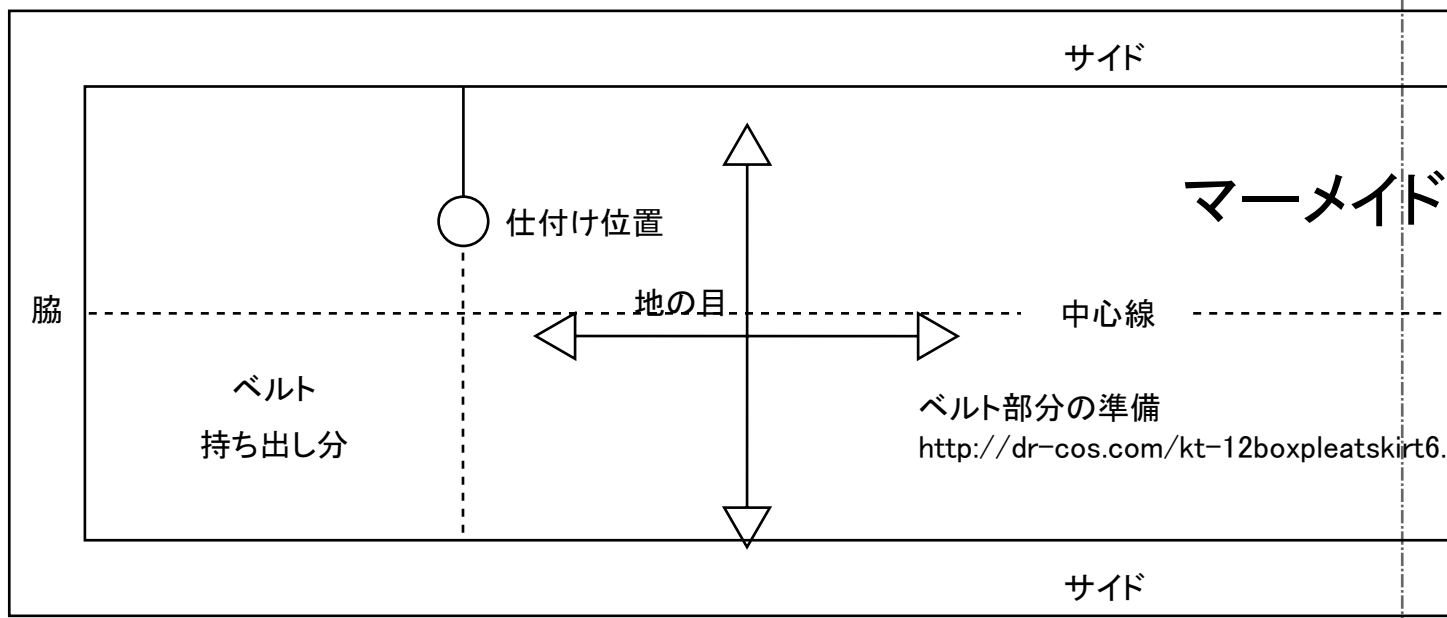 サイド
マーメイド
仕付け位置
地の目
脇
中心線
ベルト
持ち出し分
ベルト部分の準備
http://dr-cos.com/kt-12boxpleatskirt6.
サイド